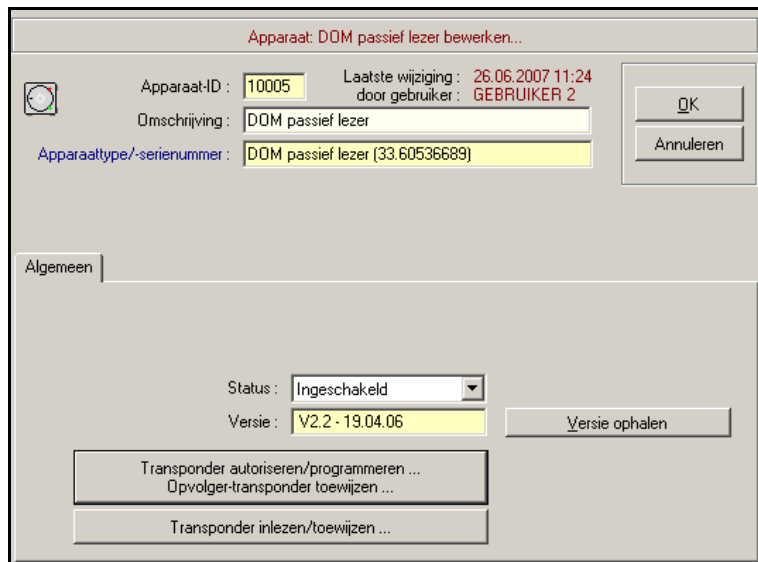 Apparaat: DOM passief lezer bewerken...
Apparaat-ID : 10005 Laatste wijziging : 26.06.2007 11:24
door gebruiker : GEBRUIKER 2
Omschrijving : DOM passief lezer
Apparaattype/-serienummer : DOM passief lezer (33.60536689)
OK
Annuleren
Algemeen
Status : Ingeschakeld
Versie : V2.2 - 19.04.06 Versie ophalen
Transponder autoriseren/programmeren ...
Opvolger-transponder toewijzen ...
Transponder inlezen/toewijzen ...